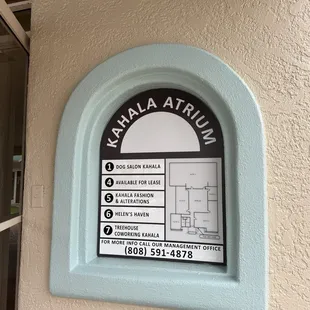 KAHALA ATRIUM
1 DOG SALON KAHALA
4 AVAILABLE FOR LEASE
5 KAHALA FASHION
& ALTERATIONS
6 HELEN'S HAVEN
7 TREEHOUSE
COWORKING KAHALA
FOR MORE INFO CALL OUR MANAGEMENT OFFICE
(808) 591-4878